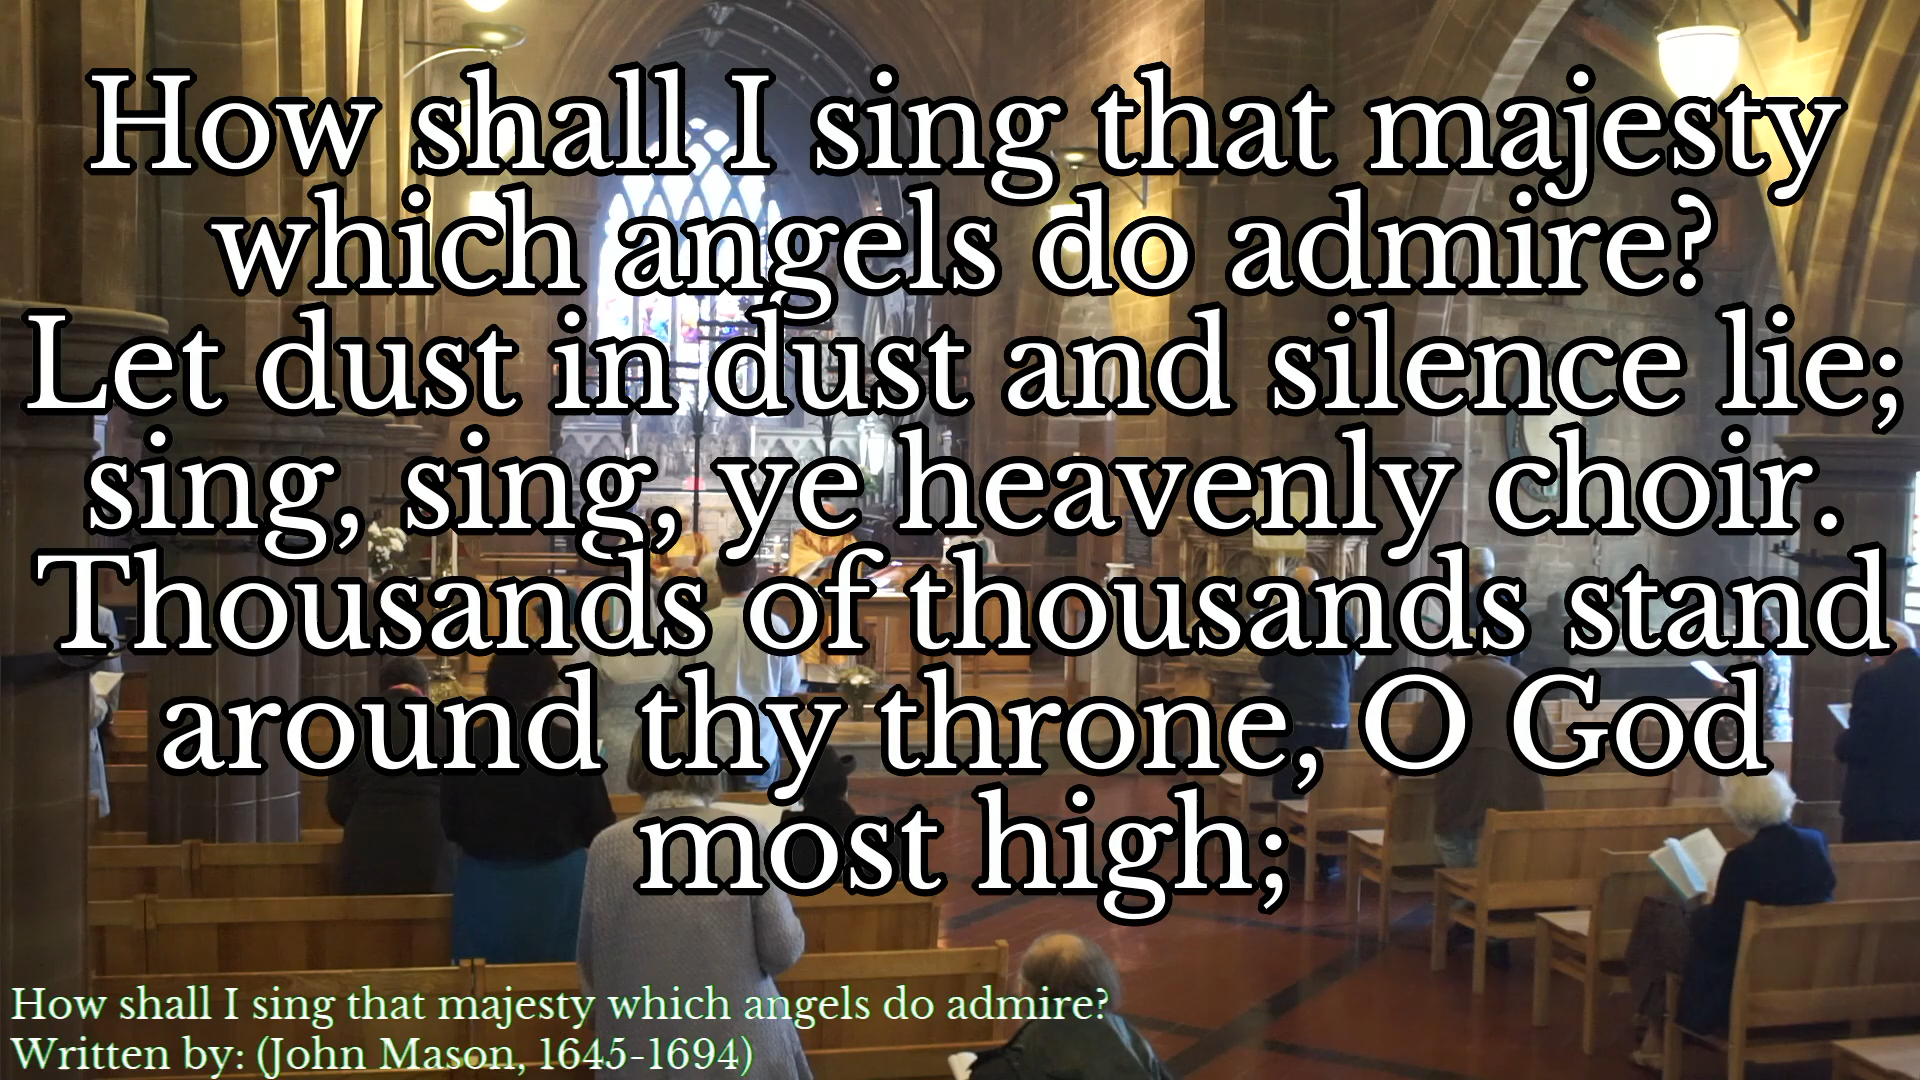 How shall I sing that majesty
which angels do admire?
Let dust in dust and silence lie;
sing, sing, ye heavenly choir.
Thousands of thousands stand
around thy throne, O God
most high;
How shall I sing that majesty which angels do admire?
Written by: (John Mason, 1645-1694)